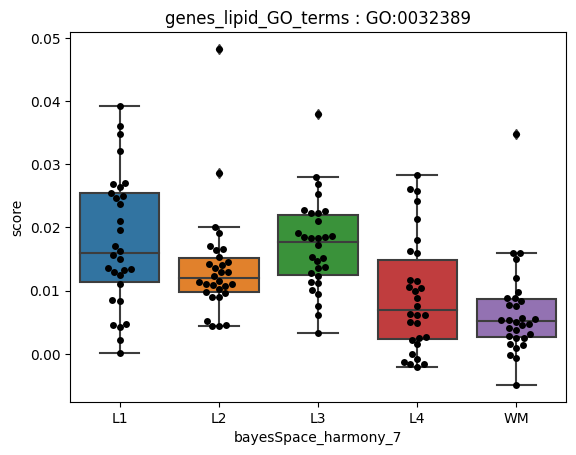 genes_lipid_GO_terms : GO:0032389
0.05
0.04
0.03
0.02
0.01
0.00
score
L1 L2 L3 L4 WM
bayesSpace_harmony_7